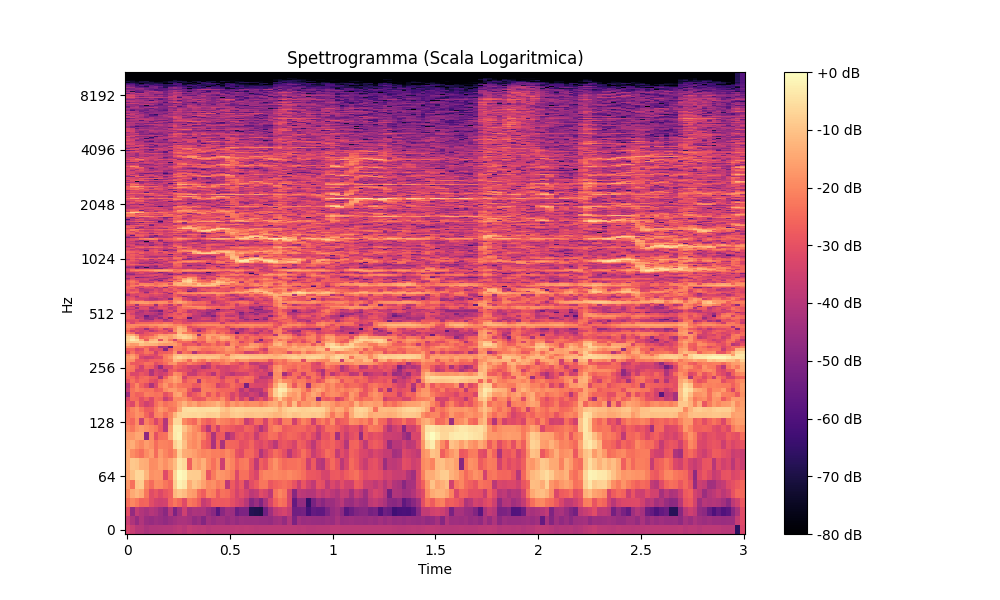 Spettrogramma (Scala Logaritmica)
Hz
8192
4096
2048
1024
512
256
128
64
0
0 0.5 1 1.5 2 2.5 3
Time
+0 dB
-10 dB
-20 dB
-30 dB
-40 dB
-50 dB
-60 dB
-70 dB
-80 dB